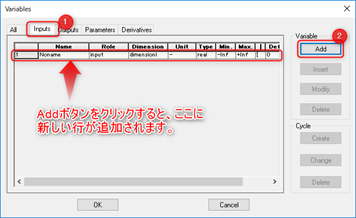 Variables
1
All Inputs Outputs Parameters Derivatives
Name Role Dimension Unit Type Min. Max. [ Det
1 Noname input dimensionl - real -Inf +Inf [ 0
Addボタンをクリックすると、ここに
新しい行が追加されます。
Variable
2
Add
Insert
Modify
Delete
Cycle
Create
Change
Delete
OK Cancel